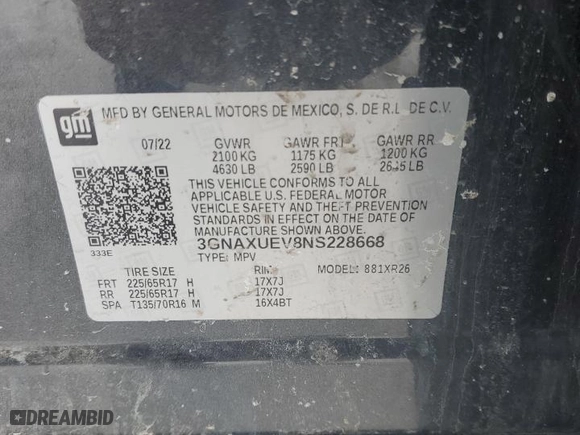 gm
MFD BY GENERAL MOTORS DE MEXICO, S. DE R.L. DE C.V.
07/22 GVWR GAWR FRT GAWR RR
2100 KG 1175 KG 1200 KG
4630 LB 2590 LB 2645 LB
THIS VEHICLE CONFORMS TO ALL
APPLICABLE U.S. FEDERAL MOTOR
VEHICLE SAFETY AND THEFT PREVENTION
STANDARDS IN EFFECT ON THE DATE OF
MANUFACTURE SHOWN ABOVE.
333E
3GNAXUEV8NS228668
TYPE: MPV
TIRE SIZE RIM MODEL: 881XR26
FRT 225/65R17 H 17X7J
RR 225/65R17 H 17X7J
SPA T135/70R16 M 16X4BT
DREAMBID